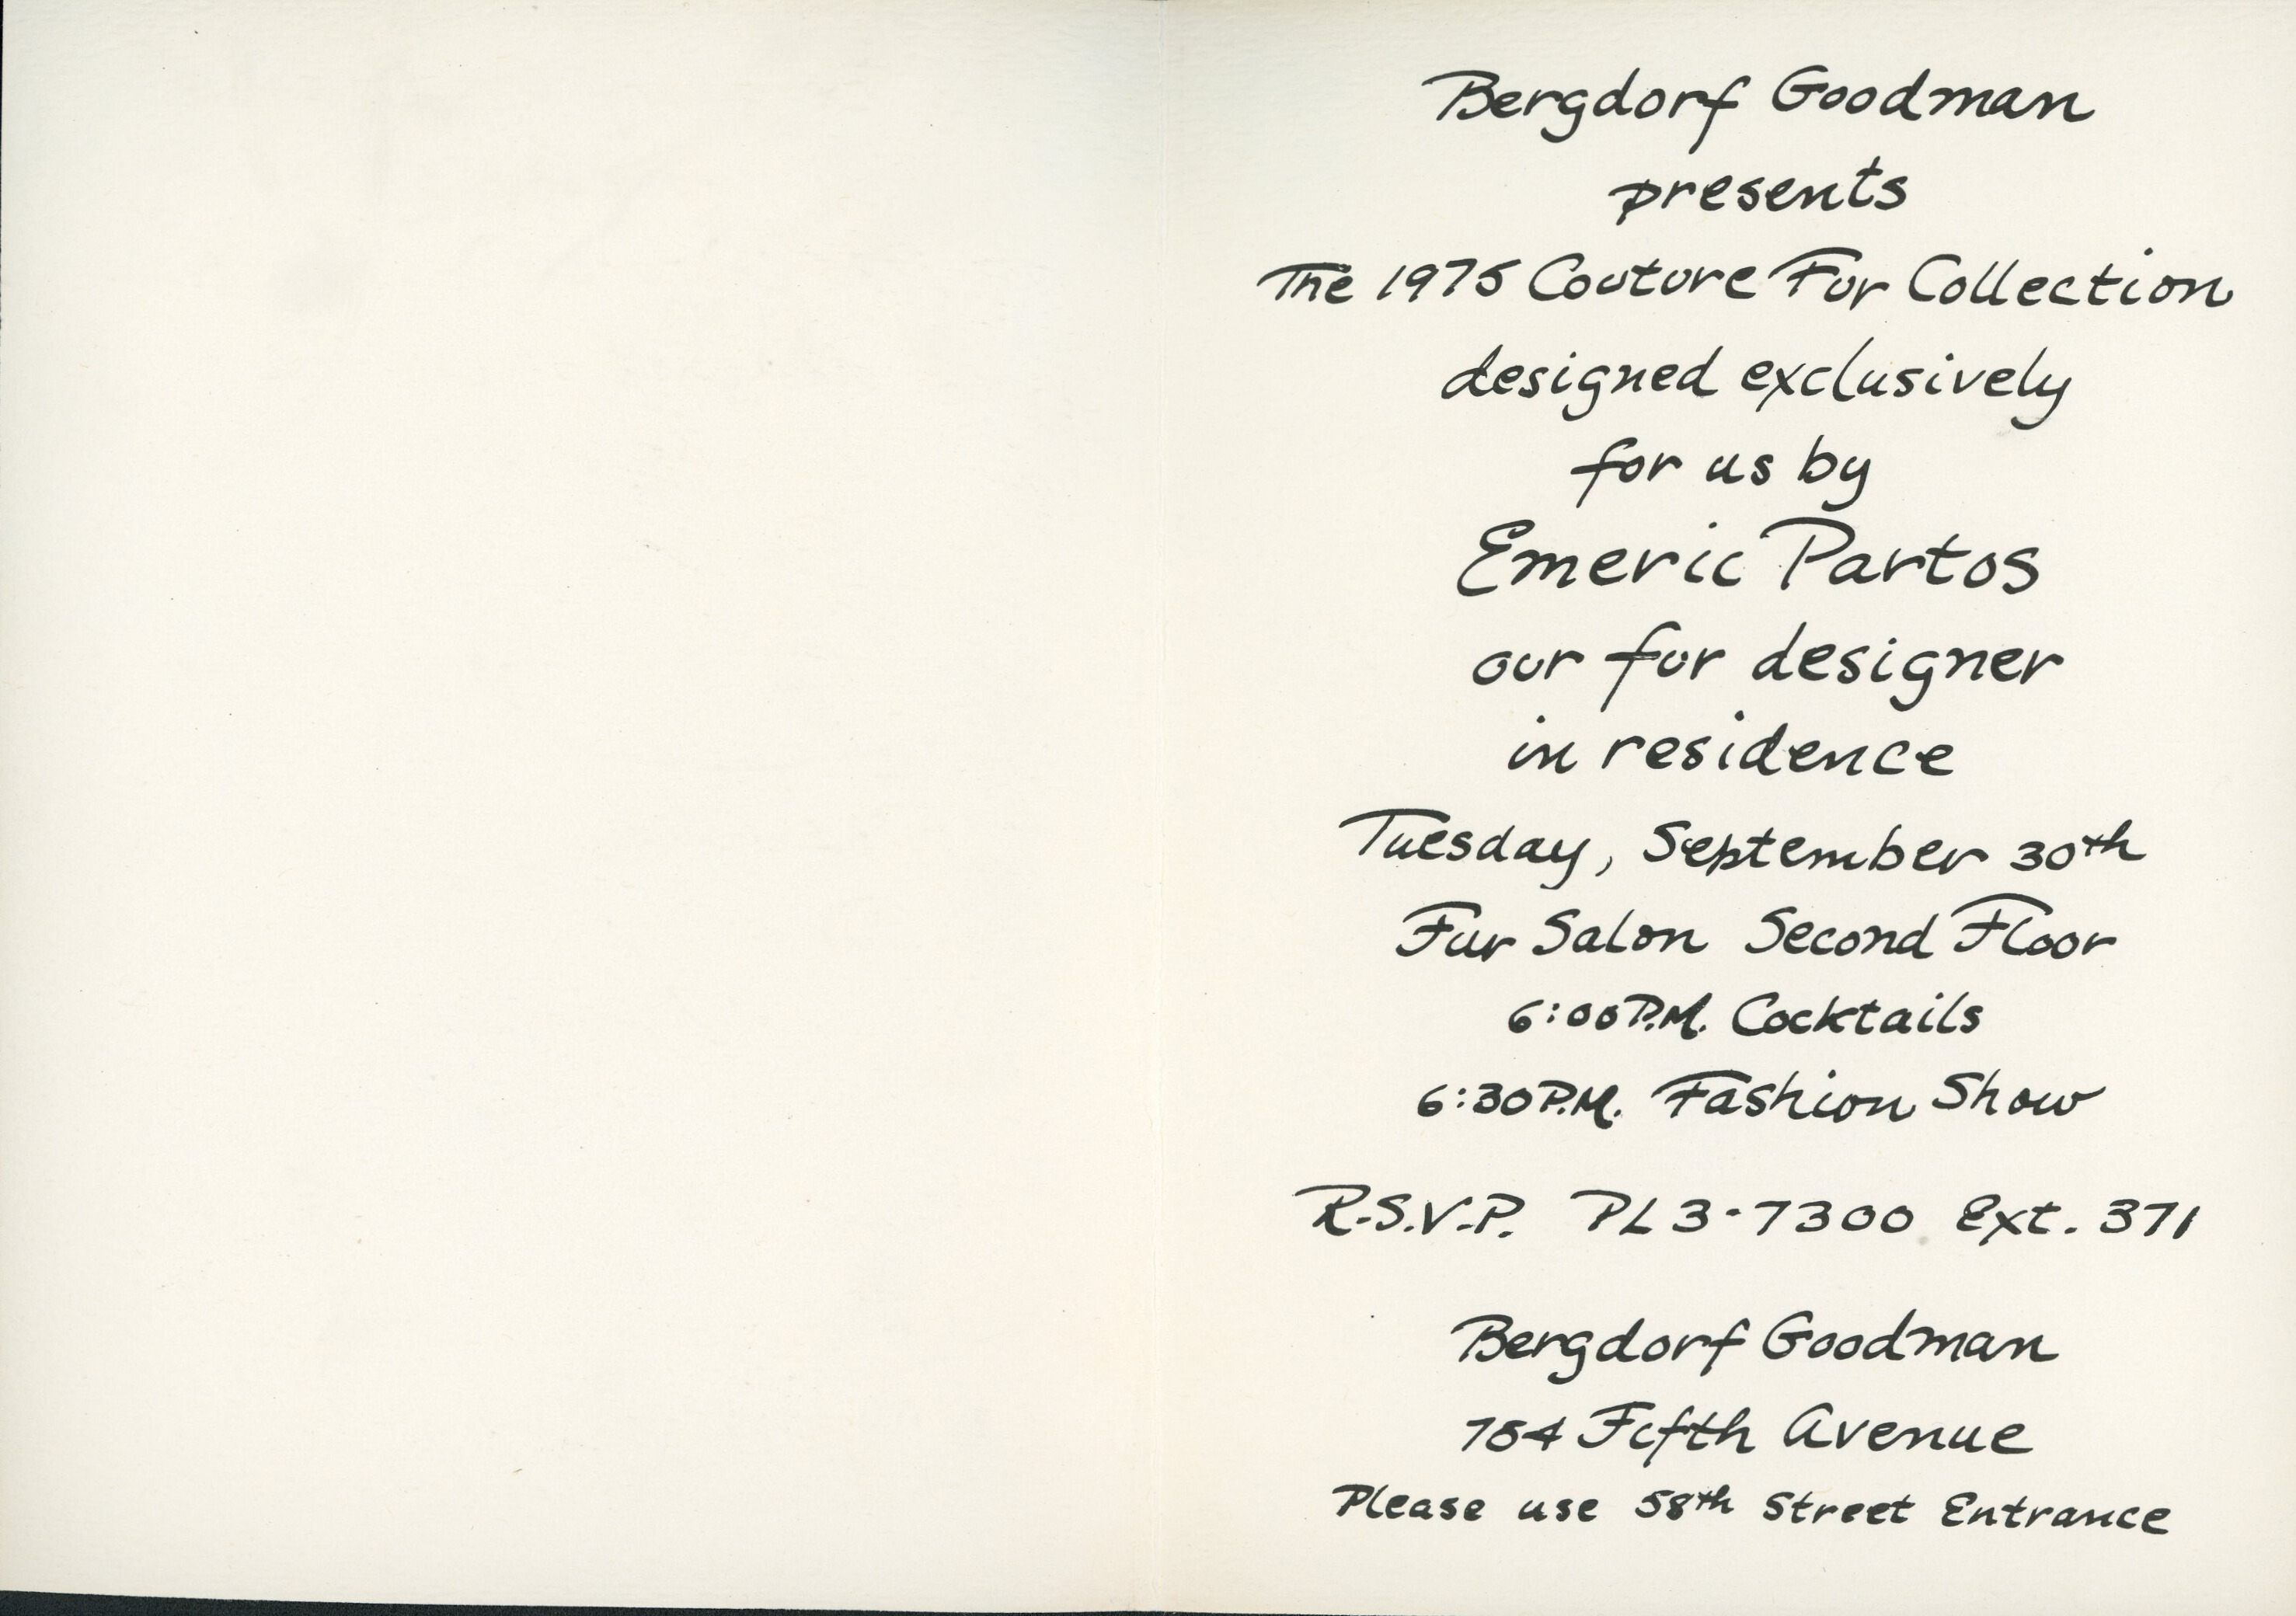 Bergdorf Goodman
presents
The 1975 Couture Fur Collection
designed exclusively
for us by
Emeric Partos
our fur designer
in residence
Tuesday, September 30th
Fur Salon Second Floor
6:00 P.M. Cocktails
6:30 P.M. Fashion Show
R.S.V.P. PL 3-7300 Ext. 371
Bergdorf Goodman
754 Fifth Avenue
Please use 58th Street Entrance